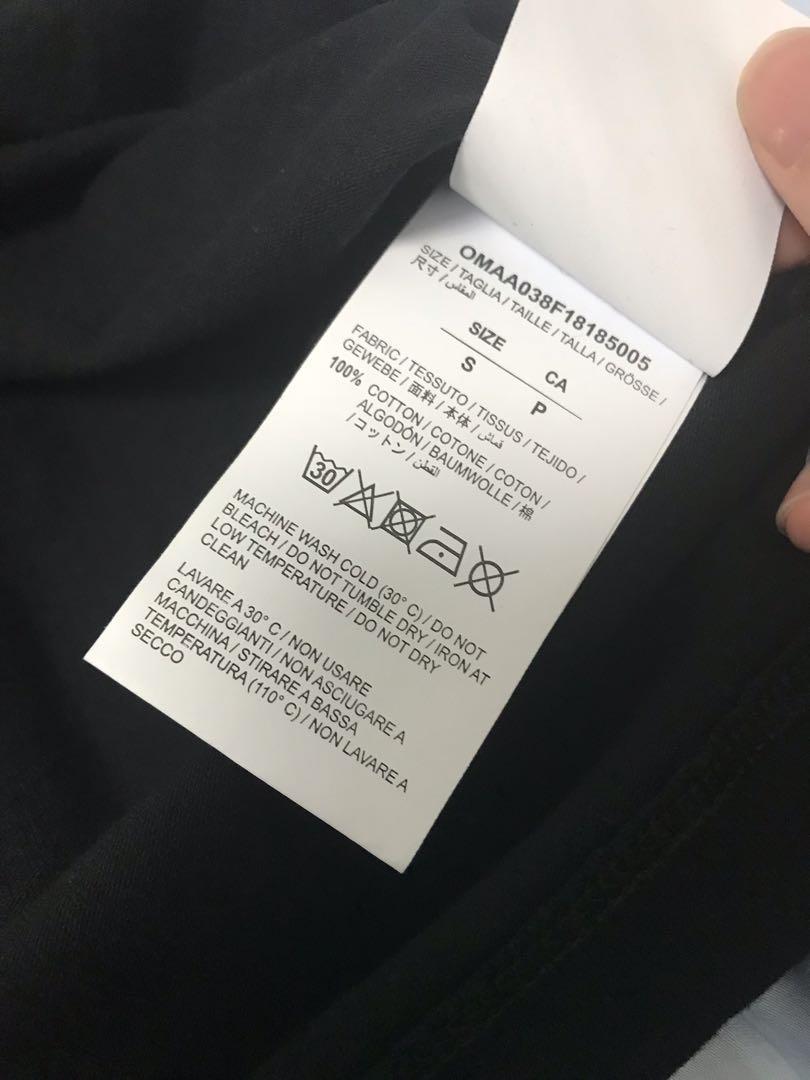 OMAA038F18185005
SIZE / TAGLIA / TAILLE / TALLA / GRÖSSE /
尺寸 / المقاس
SIZE CA
S P
FABRIC / TESSUTO / TISSUS / TEJIDO /
GEWEBE / 面料 / 本体 / قماش
100% COTTON / COTONE / COTON /
ALGODÓN / BAUMWOLLE / 棉
/ コットン / القطن
30
MACHINE WASH COLD (30° C) / DO NOT
BLEACH / DO NOT TUMBLE DRY / IRON AT
LOW TEMPERATURE / DO NOT DRY
CLEAN
LAVARE A 30° C / NON USARE
CANDEGGIANTI / NON ASCIUGARE A
MACCHINA / STIRARE A BASSA
TEMPERATURA (110° C) / NON LAVARE A
SECCO